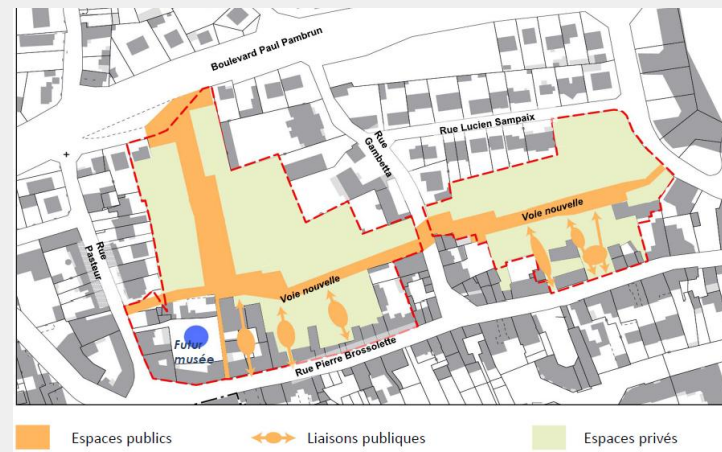 Boulevard Paul Pambrun
Rue Lucien Sampaix
Rue
Gambetta
Voie nouvelle
Rue
Pasteur
Voie nouvelle
Futur
musée
Rue Pierre Brossolette
Espaces publics
Liaisons publiques
Espaces privés